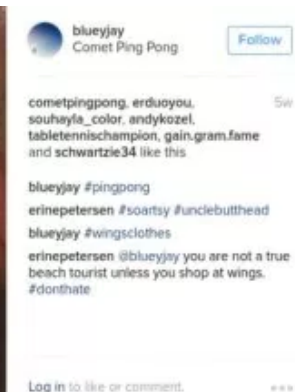 blueyjay
Comet Ping Pong
Follow
cometpingpong, erduoyou,
souhayla_color, andykozel,
tabletennischampion, gain.gram.fame
and schwartzie34 like this
5w
blueyjay #pingpong
erinepetersen #soartsy #unclebutthead
blueyjay #wingsclothes
erinepetersen @blueyjay you are not a true
beach tourist unless you shop at wings.
#donthate
Log in to like or comment.